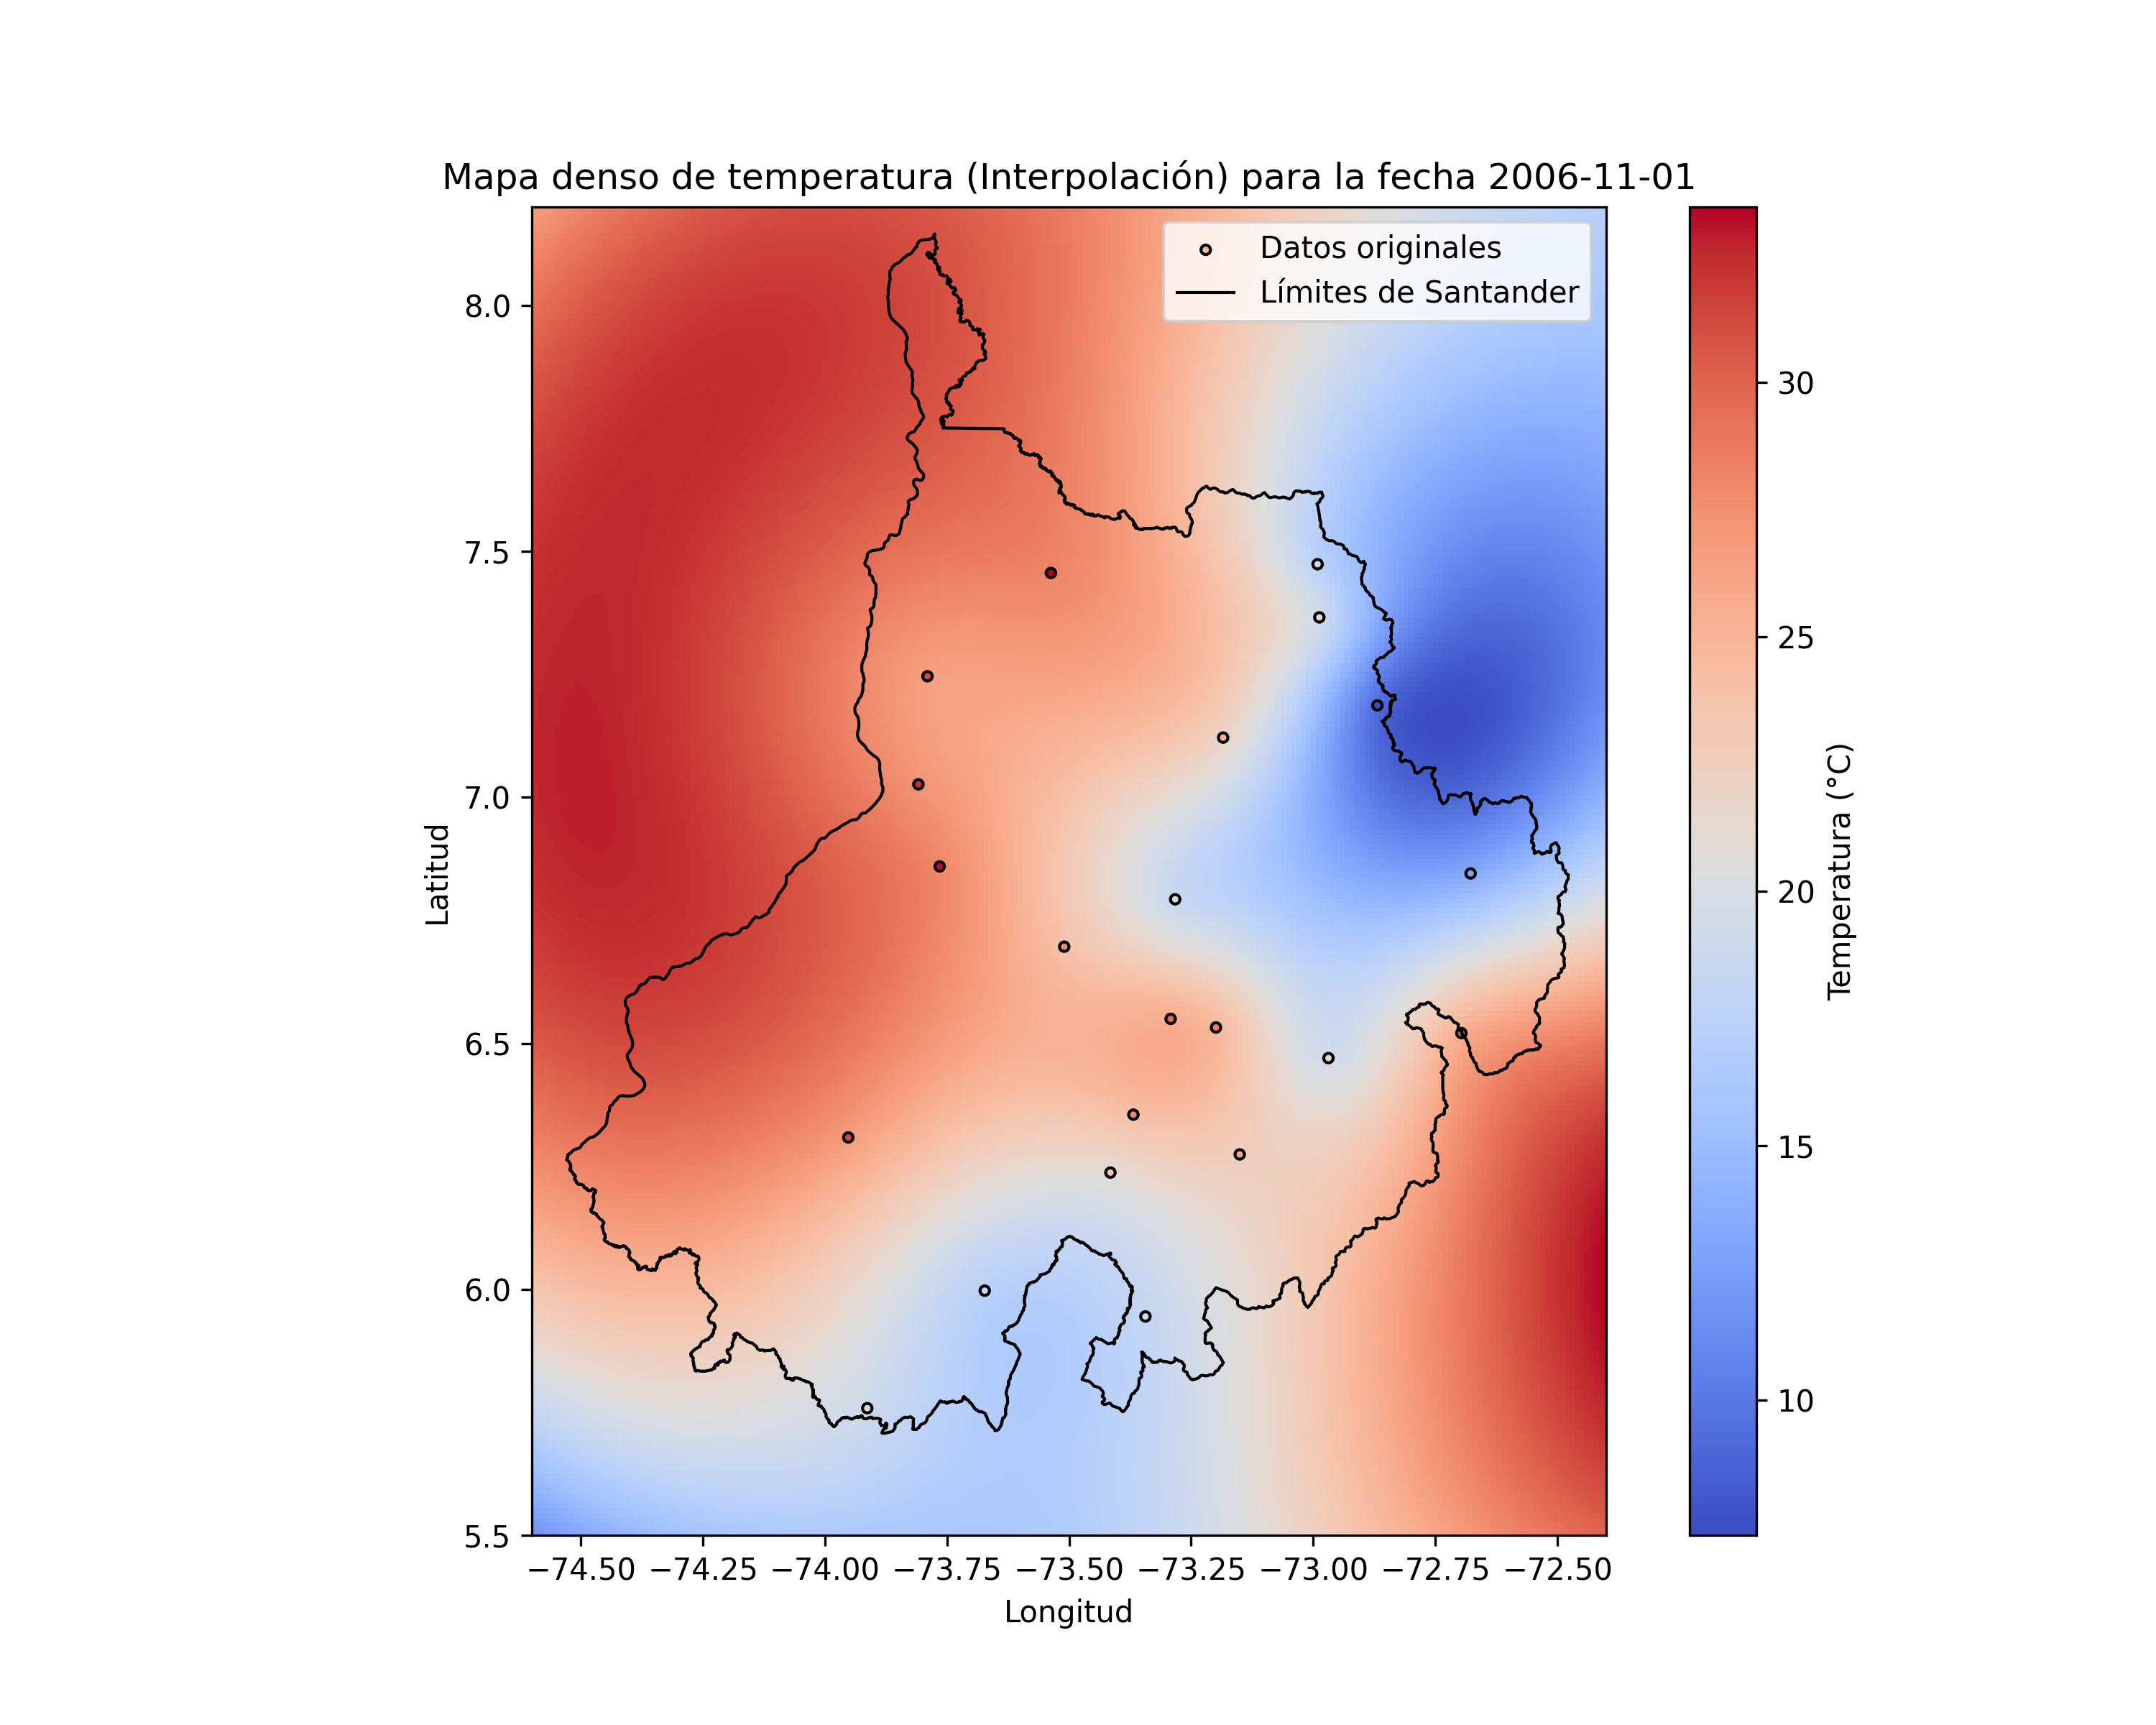 Mapa denso de temperatura (Interpolación) para la fecha 2006-11-01
Datos originales
Límites de Santander
8.0
7.5
7.0
6.5
6.0
5.5
Latitud
−74.50 −74.25 −74.00 −73.75 −73.50 −73.25 −73.00 −72.75 −72.50
Longitud
30
25
20
15
10
Temperatura (°C)